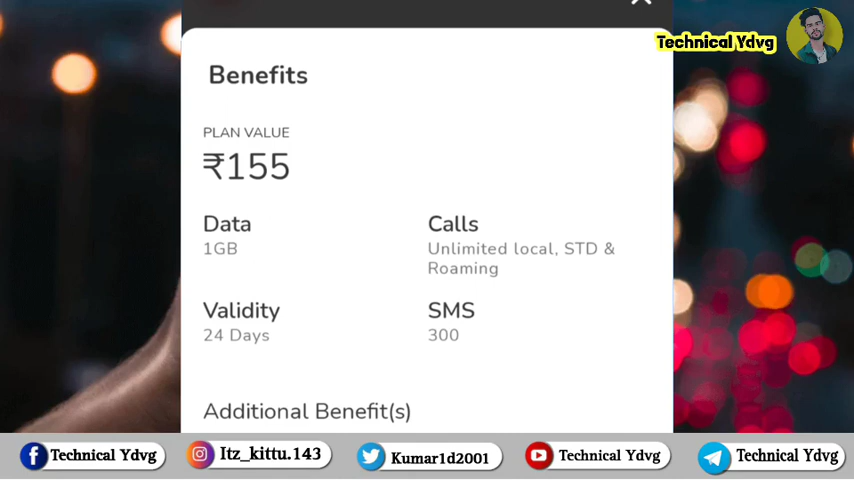 Technical Ydvg
Benefits
PLAN VALUE
₹155
Data
1GB
Calls
Unlimited local, STD &
Roaming
Validity
24 Days
SMS
300
Additional Benefit(s)
Technical Ydvg
Itz_kittu.143
Kumar1d2001
Technical Ydvg
Technical Ydvg